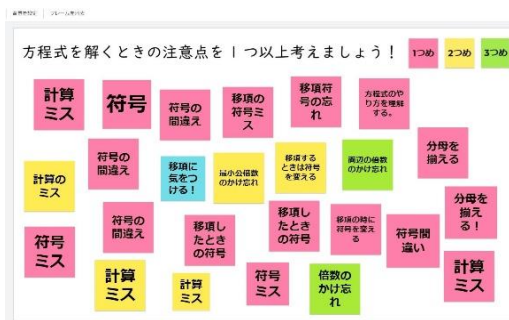 方程式を解くときの注意点を1つ以上考えましょう!
1つめ
2つめ
3つめ
計算
ミス
符号
符号の
間違え
移項の
符号ミ
ス
移項符
号の忘
れ
方程式のや
り方を理解
する。
符号の
間違え
移項に
気をつ
ける!
最小公倍数
のかけ忘れ
移項する
ときは符号
を変える
両辺の倍数
のかけ忘れ
分母を
揃える
計算の
ミス
符号の
間違え
移項し
たとき
の符号
移項し
たとき
の符号
移項の時に
符号を変え
る
符号間
違い
分母を
揃え
る!
符号
ミス
計算
ミス
計算
ミス
符号
ミス
倍数の
かけ忘
れ
計算
ミス